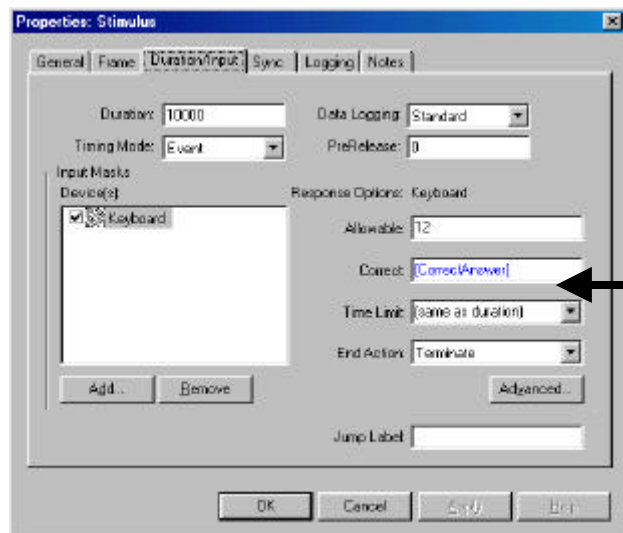 Properties: Stimulus
General Frame Duration/Input Sync Logging Notes
Duration: 10000 Data Logging: Standard
Timing Mode: Event PreRelease: 0
Input Masks
Device(s): Response Options: Keyboard
Keyboard
Allowable: 12
Correct: [CorrectAnswer]
Time Limit: (same as duration)
End Action: Terminate
Add... Remove Advanced...
Jump Label:
OK Cancel Apply Help